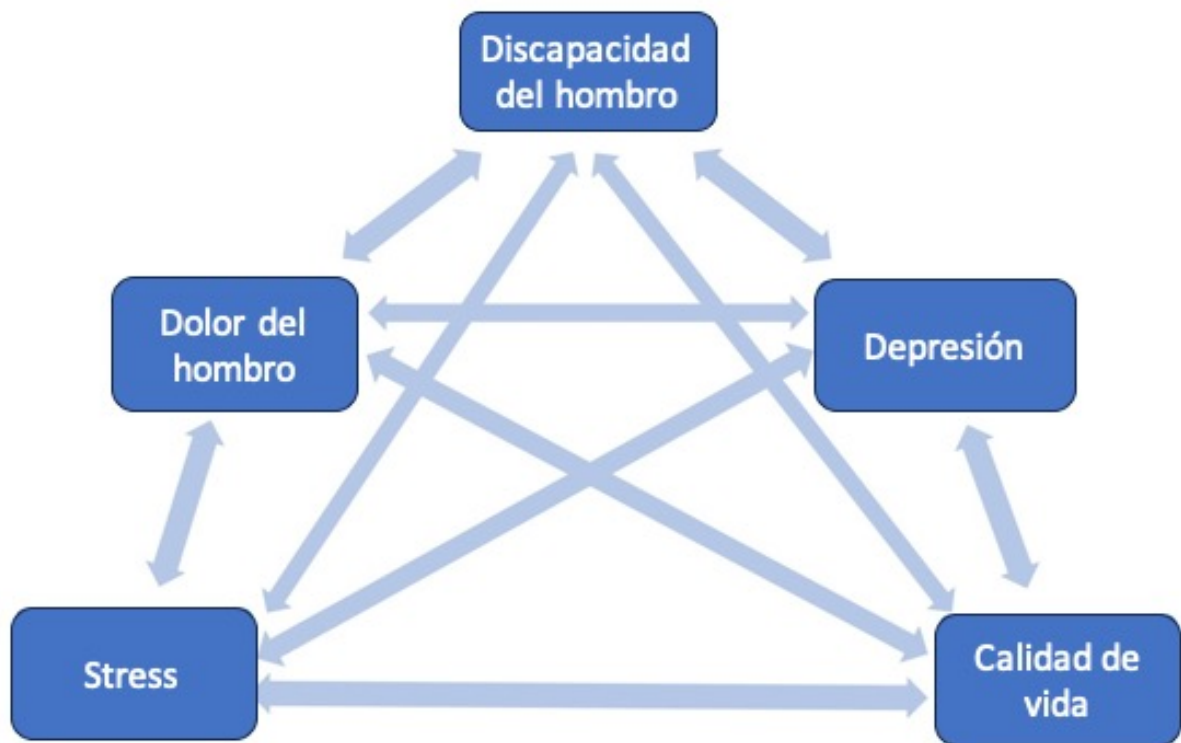 Discapacidad
del hombro
Dolor del
hombro
Depresión
Stress
Calidad de
vida